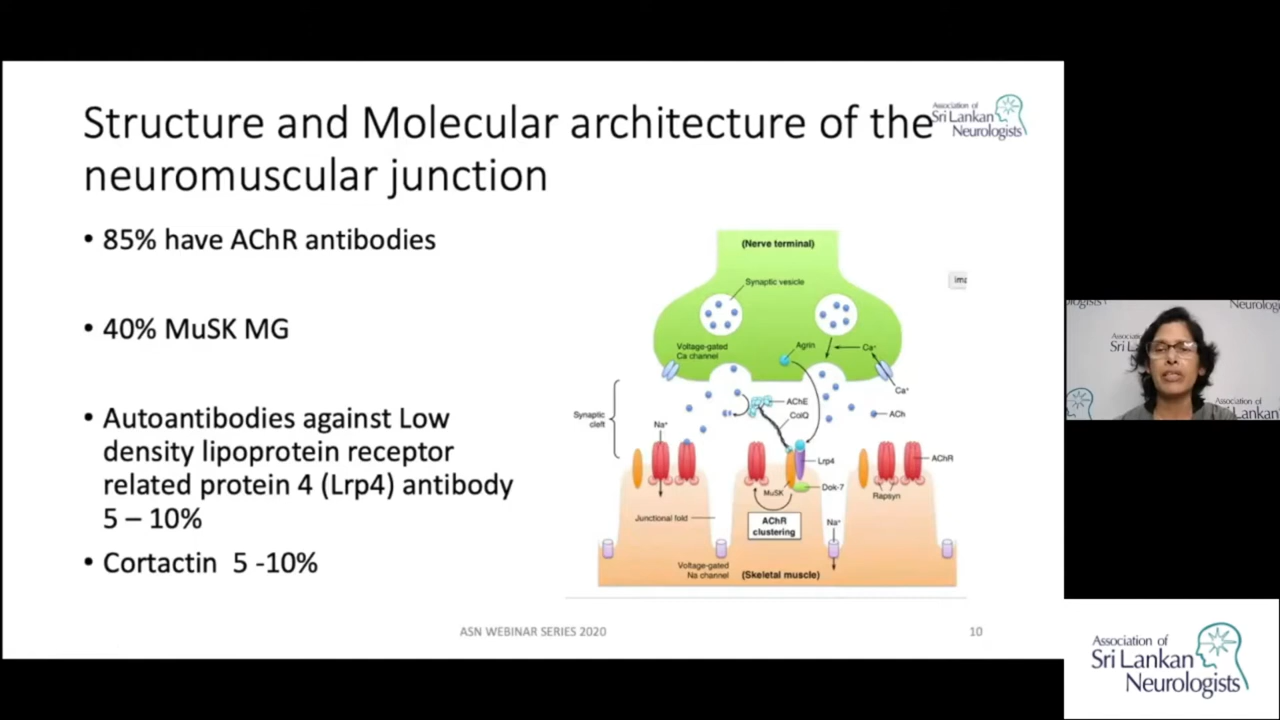 Structure and Molecular architecture of the
neuromuscular junction
Association of
Sri Lankan
Neurologists
• 85% have AChR antibodies
• 40% MuSK MG
• Autoantibodies against Low
density lipoprotein receptor
related protein 4 (Lrp4) antibody
5 – 10%
• Cortactin 5 -10%
(Nerve terminal)
Synaptic vesicle
Voltage-gated
Ca channel
Agrin
Ca⁺
Ca⁺
Synaptic
cleft
AChE
ColQ
ACh
Na⁺
Lrp4
AChR
MuSK
Dok-7
Rapsyn
Junctional fold
AChR
clustering
Na⁺
Voltage-gated
Na channel
(Skeletal muscle)
ASN WEBINAR SERIES 2020
10
Neurolog
Association of
Lankan
Association of
Sri Lankan
Neurologists